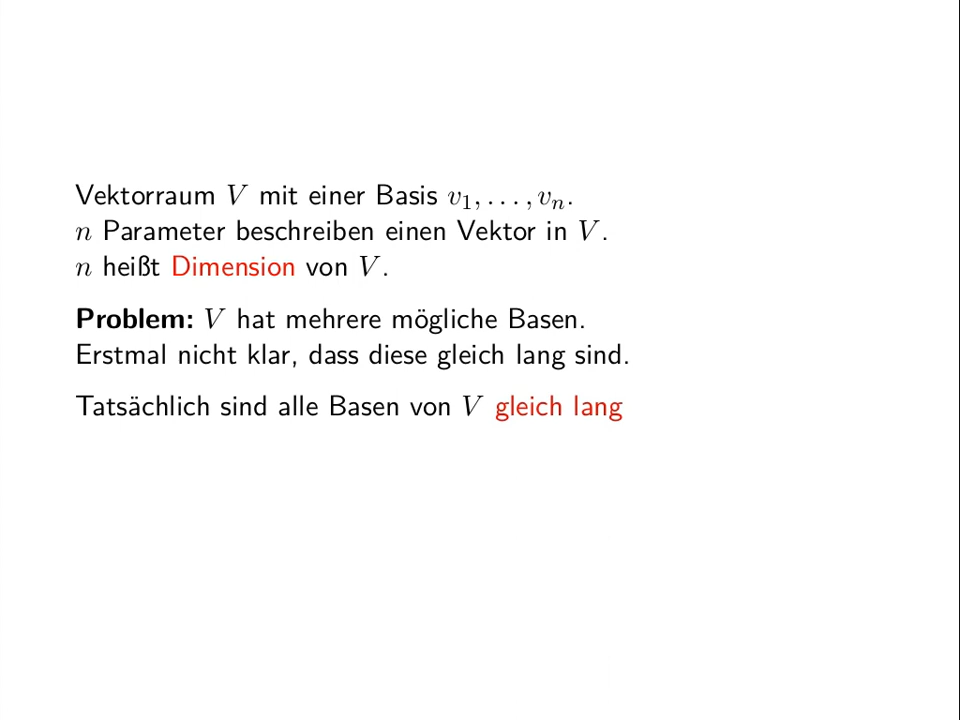 Vektorraum V mit einer Basis v₁, . . . , vₙ.
n Parameter beschreiben einen Vektor in V.
n heißt Dimension von V.
Problem: V hat mehrere mögliche Basen.
Erstmal nicht klar, dass diese gleich lang sind.
Tatsächlich sind alle Basen von V gleich lang